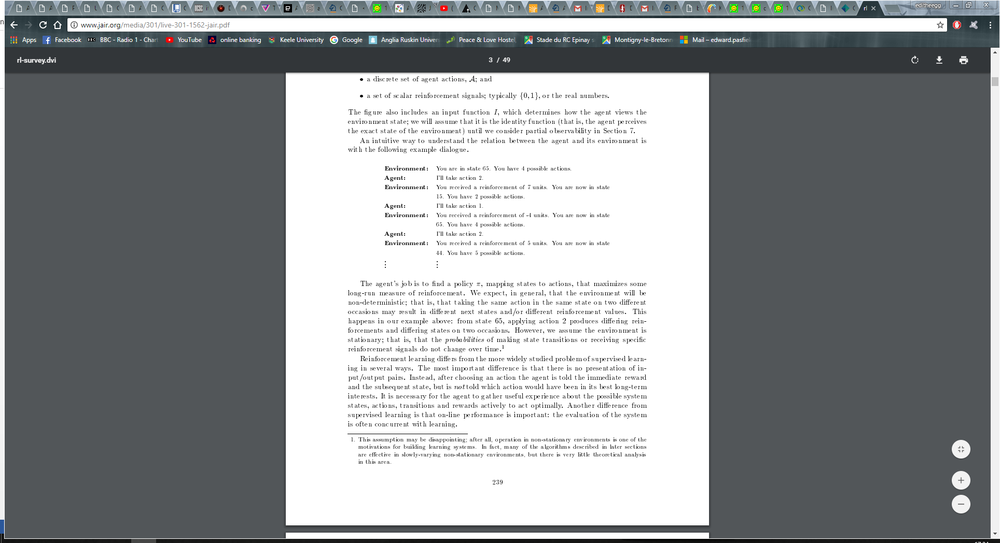 editheegg
www.jair.org/media/301/live-301-1562-jair.pdf
Apps Facebook BBC - Radio 1 - Chart YouTube online banking Keele University Google Anglia Ruskin Univers Peace & Love Hostel, Stade du RC Epinay s Montigny-le-Bretonn Mail – edward.pasfiel
rl-survey.dvi 3 / 49
• a discrete set of agent actions, 𝒜; and
• a set of scalar reinforcement signals; typically {0,1}, or the real numbers.
The figure also includes an input function I, which determines how the agent views the
environment state; we will assume that it is the identity function (that is, the agent perceives
the exact state of the environment) until we consider partial observability in Section 7.
An intuitive way to understand the relation between the agent and its environment is
with the following example dialogue.
Environment: You are in state 65. You have 4 possible actions.
Agent: I'll take action 2.
Environment: You received a reinforcement of 7 units. You are now in state
15. You have 2 possible actions.
Agent: I'll take action 1.
Environment: You received a reinforcement of -4 units. You are now in state
65. You have 4 possible actions.
Agent: I'll take action 2.
Environment: You received a reinforcement of 5 units. You are now in state
44. You have 5 possible actions.
⋮ ⋮
The agent's job is to find a policy π, mapping states to actions, that maximizes some
long-run measure of reinforcement. We expect, in general, that the environment will be
non-deterministic; that is, that taking the same action in the same state on two different
occasions may result in different next states and/or different reinforcement values. This
happens in our example above: from state 65, applying action 2 produces differing rein-
forcements and differing states on two occasions. However, we assume the environment is
stationary; that is, that the probabilities of making state transitions or receiving specific
reinforcement signals do not change over time.1
Reinforcement learning differs from the more widely studied problem of supervised learn-
ing in several ways. The most important difference is that there is no presentation of in-
put/output pairs. Instead, after choosing an action the agent is told the immediate reward
and the subsequent state, but is not told which action would have been in its best long-term
interests. It is necessary for the agent to gather useful experience about the possible system
states, actions, transitions and rewards actively to act optimally. Another difference from
supervised learning is that on-line performance is important: the evaluation of the system
is often concurrent with learning.
1. This assumption may be disappointing; after all, operation in non-stationary environments is one of the
motivations for building learning systems. In fact, many of the algorithms described in later sections
are effective in slowly-varying non-stationary environments, but there is very little theoretical analysis
in this area.
239